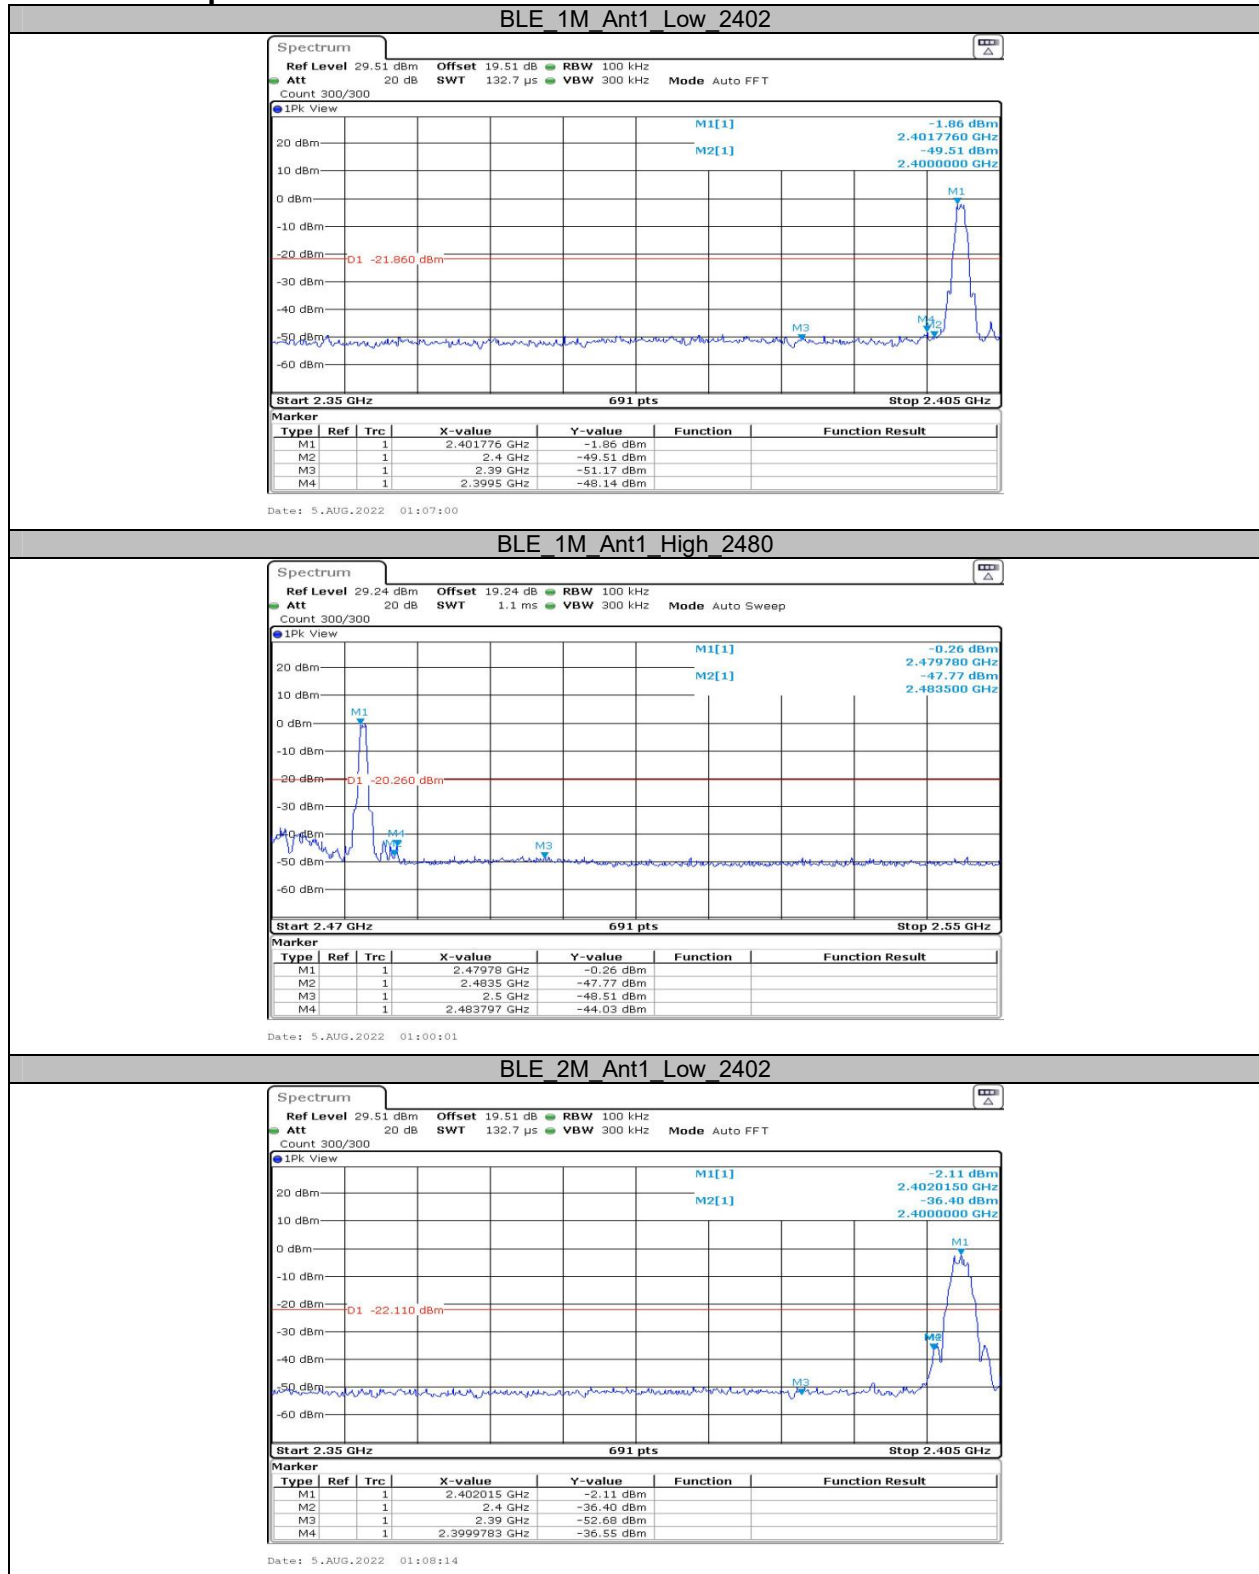 BLE_1M_Ant1_Low_2402
Spectrum
Ref Level 29.51 dBm Offset 19.51 dB RBW 100 kHz
Att 20 dB SWT 132.7 µs VBW 300 kHz Mode Auto FFT
Count 300/300
1Pk View
M1[1] -1.86 dBm
2.4017760 GHz
20 dBm
M2[1] -49.51 dBm
2.4000000 GHz
10 dBm
M1
0 dBm
-10 dBm
-20 dBm
D1 -21.860 dBm
-30 dBm
-40 dBm
M4
M2
M3
-50 dBm
-60 dBm
Start 2.35 GHz 691 pts Stop 2.405 GHz
Marker
Type Ref Trc X-value Y-value Function Function Result
M1 1 2.401776 GHz -1.86 dBm
M2 1 2.4 GHz -49.51 dBm
M3 1 2.39 GHz -51.17 dBm
M4 1 2.3995 GHz -48.14 dBm
Date: 5.AUG.2022 01:07:00
BLE_1M_Ant1_High_2480
Spectrum
Ref Level 29.24 dBm Offset 19.24 dB RBW 100 kHz
Att 20 dB SWT 1.1 ms VBW 300 kHz Mode Auto Sweep
Count 300/300
1Pk View
M1[1] -0.26 dBm
2.479780 GHz
20 dBm
M2[1] -47.77 dBm
2.483500 GHz
10 dBm
M1
0 dBm
-10 dBm
-20 dBm
D1 -20.260 dBm
-30 dBm
-40 dBm
M4
M3
-50 dBm
-60 dBm
Start 2.47 GHz 691 pts Stop 2.55 GHz
Marker
Type Ref Trc X-value Y-value Function Function Result
M1 1 2.47978 GHz -0.26 dBm
M2 1 2.4835 GHz -47.77 dBm
M3 1 2.5 GHz -48.51 dBm
M4 1 2.483797 GHz -44.03 dBm
Date: 5.AUG.2022 01:00:01
BLE_2M_Ant1_Low_2402
Spectrum
Ref Level 29.51 dBm Offset 19.51 dB RBW 100 kHz
Att 20 dB SWT 132.7 µs VBW 300 kHz Mode Auto FFT
Count 300/300
1Pk View
M1[1] -2.11 dBm
2.4020150 GHz
20 dBm
M2[1] -36.40 dBm
2.4000000 GHz
10 dBm
M1
0 dBm
-10 dBm
-20 dBm
D1 -22.110 dBm
-30 dBm
-40 dBm
M3
-50 dBm
-60 dBm
Start 2.35 GHz 691 pts Stop 2.405 GHz
Marker
Type Ref Trc X-value Y-value Function Function Result
M1 1 2.402015 GHz -2.11 dBm
M2 1 2.4 GHz -36.40 dBm
M3 1 2.39 GHz -52.68 dBm
M4 1 2.3999783 GHz -36.55 dBm
Date: 5.AUG.2022 01:08:14